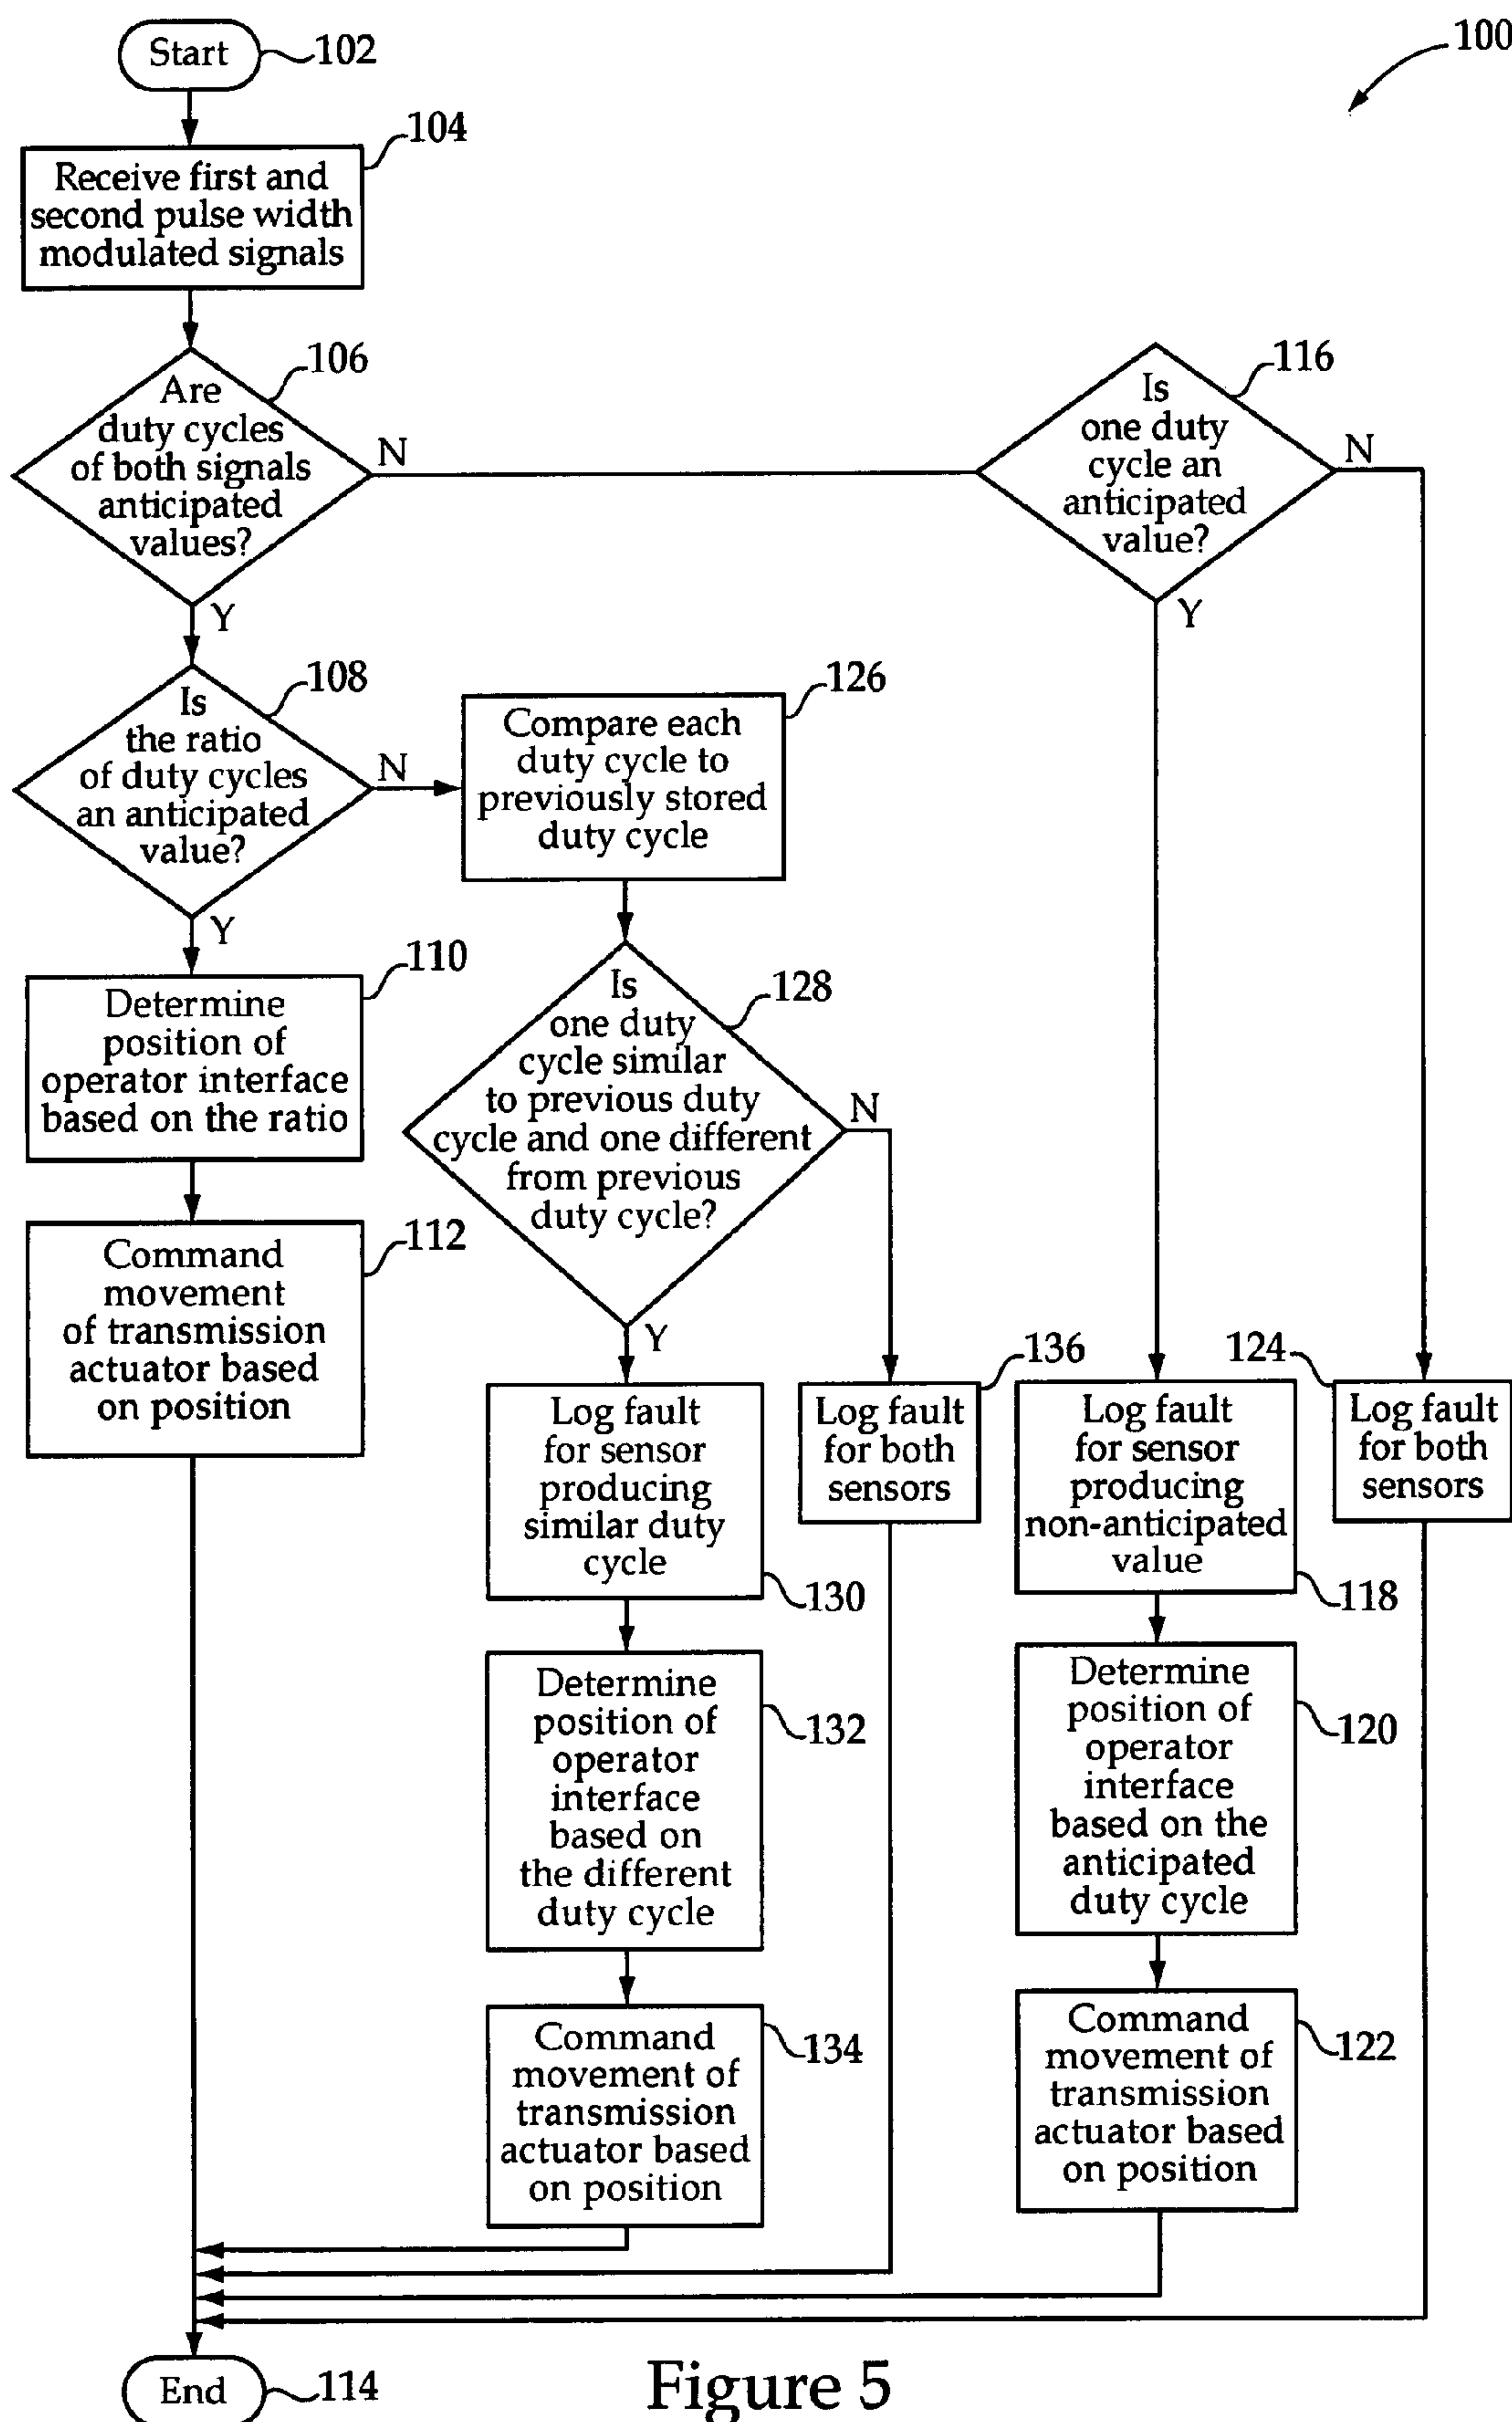 100
Start
102
104
Receive first and
second pulse width
modulated signals
106
Are
duty cycles
of both signals
anticipated
values?
N
Y
116
Is
one duty
cycle an
anticipated
value?
N
Y
108
Is
the ratio
of duty cycles
an anticipated
value?
N
Y
126
Compare each
duty cycle to
previously stored
duty cycle
110
Determine
position of
operator interface
based on the ratio
128
Is
one duty
cycle similar
to previous duty
cycle and one different
from previous
duty cycle?
N
Y
112
Command
movement
of transmission
actuator based
on position
Log fault
for sensor
producing
similar duty
cycle
130
136
Log fault
for both
sensors
Log fault
for sensor
producing
non-anticipated
value
118
124
Log fault
for both
sensors
Determine
position of
operator
interface
based on
the different
duty cycle
132
Determine
position of
operator
interface
based on the
anticipated
duty cycle
120
Command
movement of
transmission
actuator based
on position
134
Command
movement of
transmission
actuator based
on position
122
End
114
Figure 5